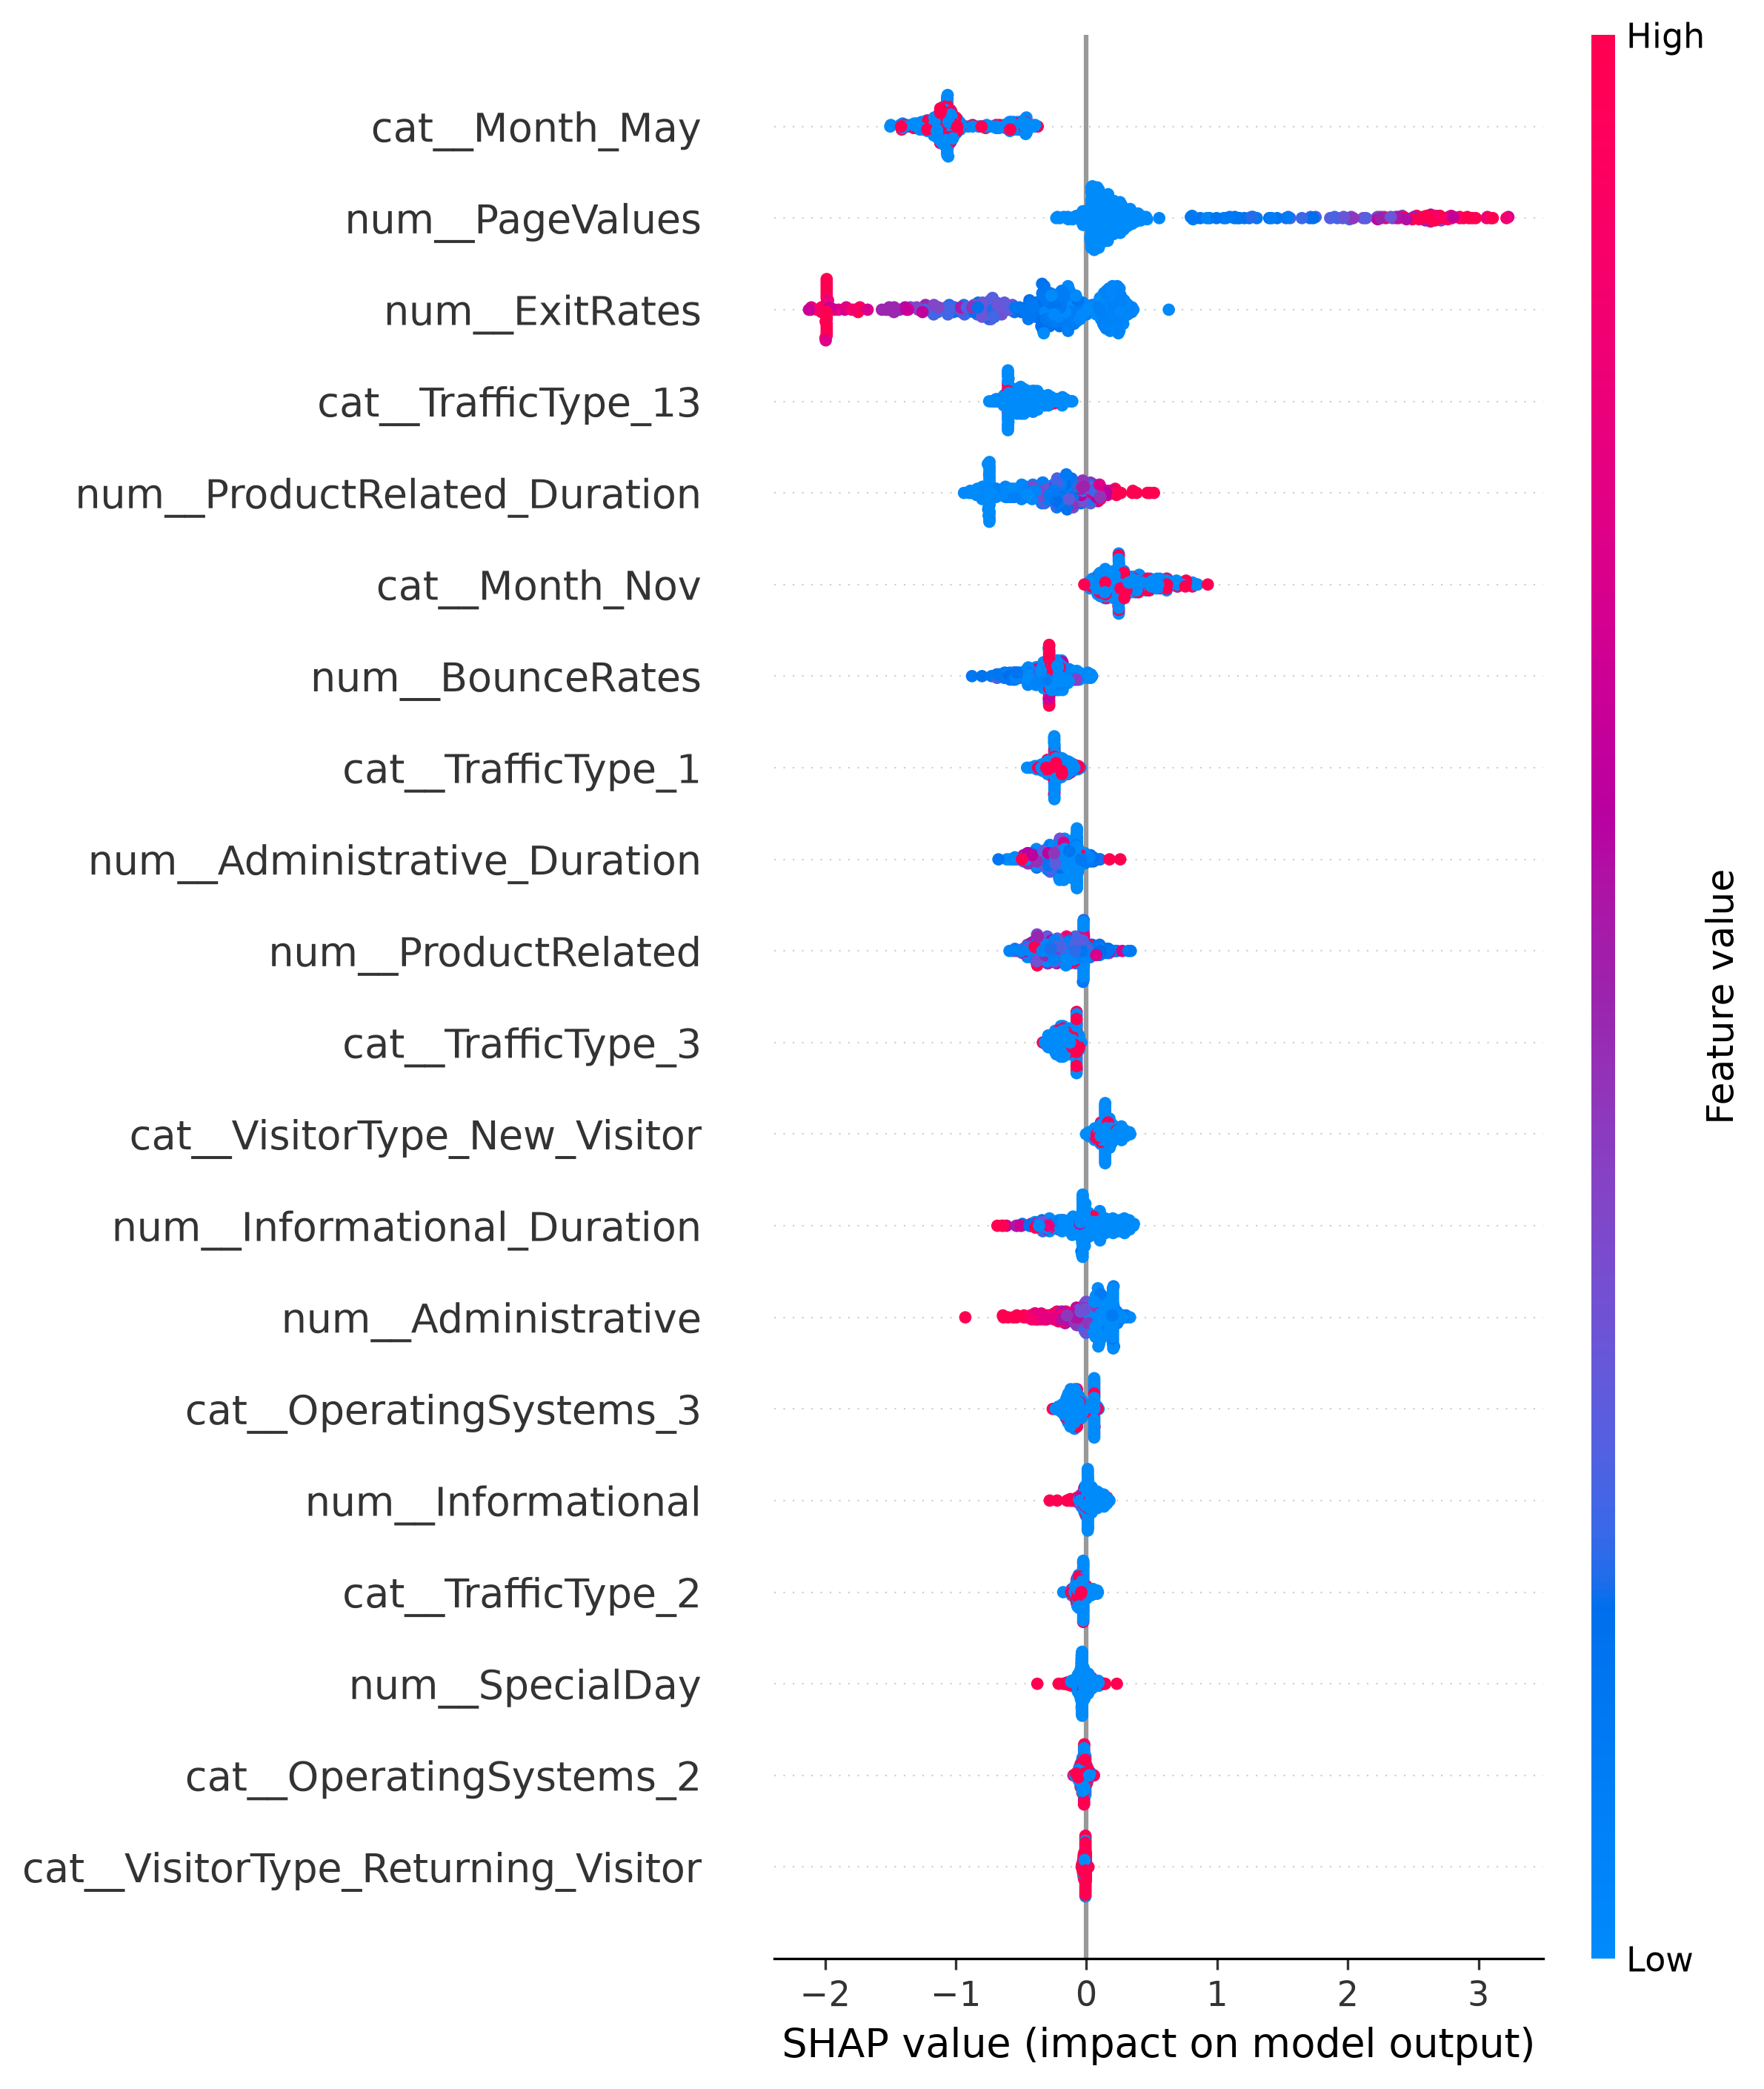 High
cat__Month_May
num__PageValues
num__ExitRates
cat__TrafficType_13
num__ProductRelated_Duration
cat__Month_Nov
num__BounceRates
cat__TrafficType_1
num__Administrative_Duration
num__ProductRelated
cat__TrafficType_3
cat__VisitorType_New_Visitor
num__Informational_Duration
num__Administrative
cat__OperatingSystems_3
num__Informational
cat__TrafficType_2
num__SpecialDay
cat__OperatingSystems_2
cat__VisitorType_Returning_Visitor
Feature value
Low
−2 −1 0 1 2 3
SHAP value (impact on model output)